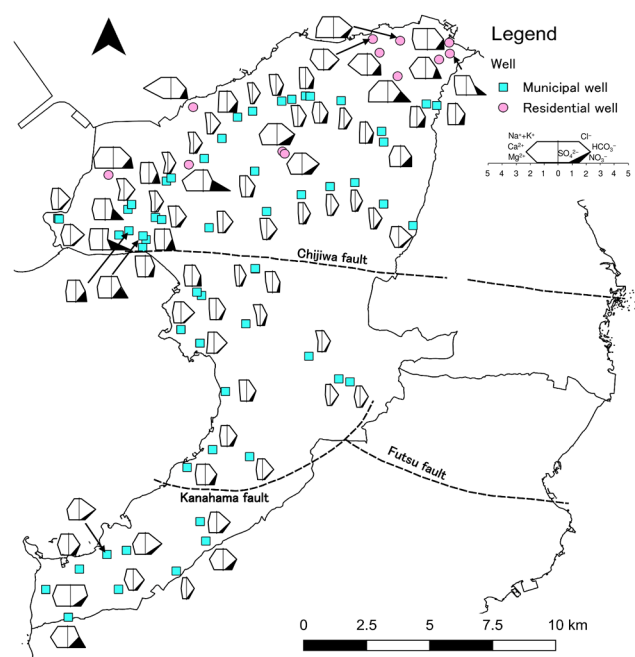 Legend
Well
Municipal well
Residential well
Na⁺+K⁺ Cl⁻
Ca²⁺ SO₄²⁻ HCO₃⁻
Mg²⁺ NO₃⁻
5 4 3 2 1 0 1 2 3 4 5
Chijiwa fault
Futsu fault
Kanahama fault
0 2.5 5 7.5 10 km